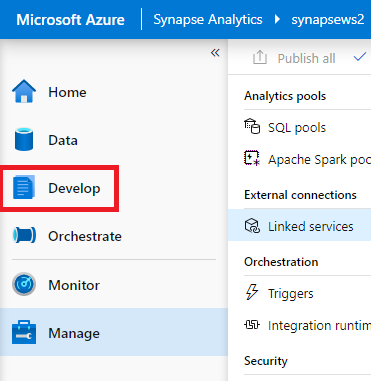 Microsoft Azure
Synapse Analytics
synapsews2
Home
Data
Develop
Orchestrate
Monitor
Manage
Publish all
Analytics pools
SQL pools
Apache Spark poo
External connections
Linked services
Orchestration
Triggers
Integration runtim
Security